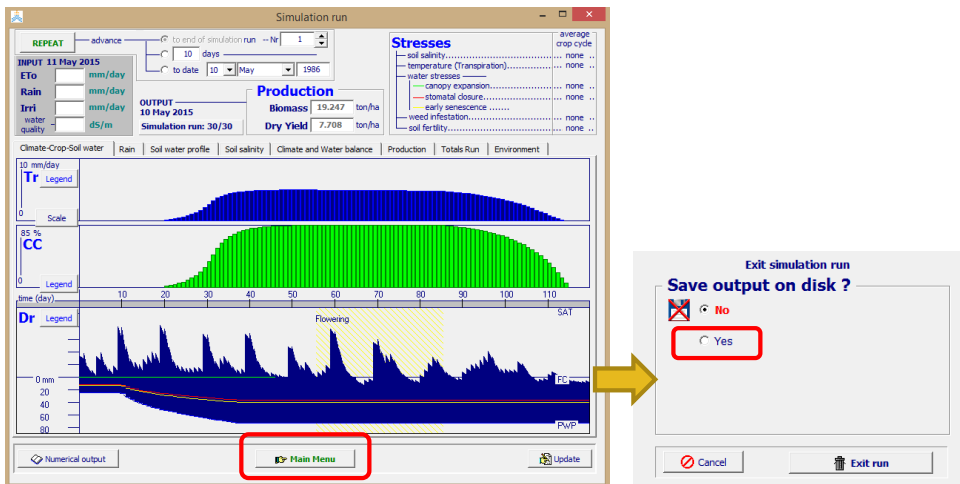 Simulation run
REPEAT
advance
to end of simulation run -- Nr 1
10 days
to date 10 May 1986
INPUT 11 May 2015
ETo mm/day
Rain mm/day
Irri mm/day
water quality dS/m
OUTPUT
10 May 2015
Simulation run: 30/30
Production
Biomass 19.247 ton/ha
Dry Yield 7.708 ton/ha
Stresses
average
crop cycle
soil salinity ... none ..
temperature (Transpiration) ... none ..
water stresses
canopy expansion ... none ..
stomatal closure ... none ..
early senescence .......
weed infestation ... none ..
soil fertility ... none ..
Climate-Crop-Soil water Rain Soil water profile Soil salinity Climate and Water balance Production Totals Run Environment
10 mm/day
Tr Legend
0
Scale
85 %
CC
0
Legend
time (day) 10 20 30 40 50 60 70 80 90 100 110
Dr Legend
Flowering
SAT
0 mm
FC
20
40
60
80
PWP
Numerical output
Main Menu
Update
Exit simulation run
Save output on disk ?
No
Yes
Cancel
Exit run